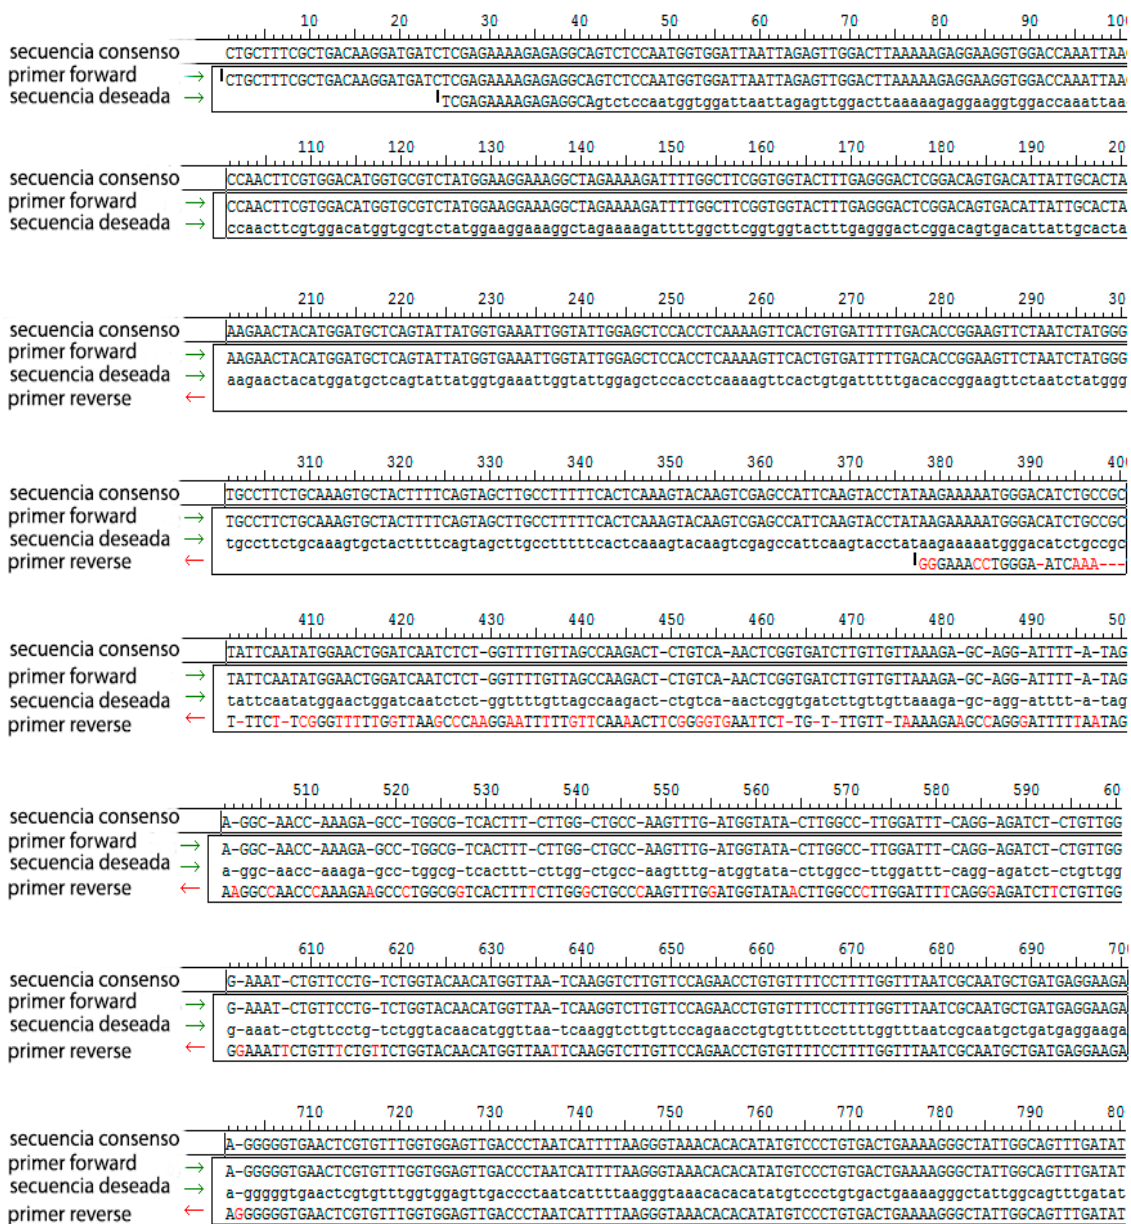 10 20 30 40 50 60 70 80 90 100
secuencia consenso CTGCTTTCGCTGACAAGGATGATCTCGAGAAAAGAGAGGCAGTCTCCAATGGTGGATTAATTAGAGTTGGACTTAAAAAGAGGAAGGTGGACCAAATTAA
primer forward → CTGCTTTCGCTGACAAGGATGATCTCGAGAAAAGAGAGGCAGTCTCCAATGGTGGATTAATTAGAGTTGGACTTAAAAAGAGGAAGGTGGACCAAATTAA
secuencia deseada → TCGAGAAAAGAGAGGCAgtctccaatggtggattaattagagttggacttaaaaagaggaaggtggaccaaattaa
110 120 130 140 150 160 170 180 190 20
secuencia consenso CCAACTTCGTGGACATGGTGCGTCTATGGAAGGAAAGGCTAGAAAAGATTTTGGCTTCGGTGGTACTTTGAGGGACTCGGACAGTGACATTATTGCACTA
primer forward → CCAACTTCGTGGACATGGTGCGTCTATGGAAGGAAAGGCTAGAAAAGATTTTGGCTTCGGTGGTACTTTGAGGGACTCGGACAGTGACATTATTGCACTA
secuencia deseada → ccaacttcgtggacatggtgcgtctatggaaggaaaggctagaaaagattttggcttcggtggtactttgagggactcggacagtgacattattgcacta
210 220 230 240 250 260 270 280 290 30
secuencia consenso AAGAACTACATGGATGCTCAGTATTATGGTGAAATTGGTATTGGAGCTCCACCTCAAAAGTTCACTGTGATTTTTGACACCGGAAGTTCTAATCTATGGG
primer forward → AAGAACTACATGGATGCTCAGTATTATGGTGAAATTGGTATTGGAGCTCCACCTCAAAAGTTCACTGTGATTTTTGACACCGGAAGTTCTAATCTATGGG
secuencia deseada → aagaactacatggatgctcagtattatggtgaaattggtattggagctccacctcaaaagttcactgtgatttttgacaccggaagttctaatctatggg
primer reverse ←
310 320 330 340 350 360 370 380 390 40
secuencia consenso TGCCTTCTGCAAAGTGCTACTTTTCAGTAGCTTGCCTTTTTCACTCAAAGTACAAGTCGAGCCATTCAAGTACCTATAAGAAAAATGGGACATCTGCCGC
primer forward → TGCCTTCTGCAAAGTGCTACTTTTCAGTAGCTTGCCTTTTTCACTCAAAGTACAAGTCGAGCCATTCAAGTACCTATAAGAAAAATGGGACATCTGCCGC
secuencia deseada → tgccttctgcaaagtgctacttttcagtagcttgcctttttcactcaaagtacaagtcgagccattcaagtacctataagaaaaatgggacatctgccgc
primer reverse ← GGGAAACCTGGGA-ATCAAA---
410 420 430 440 450 460 470 480 490 50
secuencia consenso TATTCAATATGGAACTGGATCAATCTCT-GGTTTTGTTAGCCAAGACT-CTGTCA-AACTCGGTGATCTTGTTGTTAAAGA-GC-AGG-ATTTT-A-TAG
primer forward → TATTCAATATGGAACTGGATCAATCTCT-GGTTTTGTTAGCCAAGACT-CTGTCA-AACTCGGTGATCTTGTTGTTAAAGA-GC-AGG-ATTTT-A-TAG
secuencia deseada → tattcaatatggaactggatcaatctct-ggttttgttagccaagact-ctgtca-aactcggtgatcttgttgttaaaga-gc-agg-atttt-a-tag
primer reverse ← T-TTCT-TCGGGTTTTTGGTTAAGCCCAAGGAATTTTTGTTCAAAACTTCGGGGTGAATTCT-TG-T-TTGTT-TAAAAGAAGCCAGGGATTTTTAATAG
510 520 530 540 550 560 570 580 590 60
secuencia consenso A-GGC-AACC-AAAGA-GCC-TGGCG-TCACTTT-CTTGG-CTGCC-AAGTTTG-ATGGTATA-CTTGGCC-TTGGATTT-CAGG-AGATCT-CTGTTGG
primer forward → A-GGC-AACC-AAAGA-GCC-TGGCG-TCACTTT-CTTGG-CTGCC-AAGTTTG-ATGGTATA-CTTGGCC-TTGGATTT-CAGG-AGATCT-CTGTTGG
secuencia deseada → a-ggc-aacc-aaaga-gcc-tggcg-tcacttt-cttgg-ctgcc-aagtttg-atggtata-cttggcc-ttggattt-cagg-agatct-ctgttgg
primer reverse ← AAGGCCAACCCAAAGAAGCCCTGGCGGTCACTTTTCTTGGGCTGCCCAAGTTTGGATGGTATAACTTGGCCCTTGGATTTTCAGGGAGATCTTCTGTTGG
610 620 630 640 650 660 670 680 690 70
secuencia consenso G-AAAT-CTGTTCCTG-TCTGGTACAACATGGTTAA-TCAAGGTCTTGTTCCAGAACCTGTGTTTTCCTTTTGGTTTAATCGCAATGCTGATGAGGAAGA
primer forward → G-AAAT-CTGTTCCTG-TCTGGTACAACATGGTTAA-TCAAGGTCTTGTTCCAGAACCTGTGTTTTCCTTTTGGTTTAATCGCAATGCTGATGAGGAAGA
secuencia deseada → g-aaat-ctgttcctg-tctggtacaacatggttaa-tcaaggtcttgttccagaacctgtgttttccttttggtttaatcgcaatgctgatgaggaaga
primer reverse ← GGAAATTCTGTTTCTGTTCTGGTACAACATGGTTAATTCAAGGTCTTGTTCCAGAACCTGTGTTTTCCTTTTGGTTTAATCGCAATGCTGATGAGGAAGA
710 720 730 740 750 760 770 780 790 80
secuencia consenso A-GGGGGTGAACTCGTGTTTGGTGGAGTTGACCCTAATCATTTTAAGGGTAAACACACATATGTCCCTGTGACTGAAAAGGGCTATTGGCAGTTTGATAT
primer forward → A-GGGGGTGAACTCGTGTTTGGTGGAGTTGACCCTAATCATTTTAAGGGTAAACACACATATGTCCCTGTGACTGAAAAGGGCTATTGGCAGTTTGATAT
secuencia deseada → a-gggggtgaactcgtgtttggtggagttgaccctaatcattttaagggtaaacacacatatgtccctgtgactgaaaagggctattggcagtttgatat
primer reverse ← AGGGGGGTGAACTCGTGTTTGGTGGAGTTGACCCTAATCATTTTAAGGGTAAACACACATATGTCCCTGTGACTGAAAAGGGCTATTGGCAGTTTGATAT